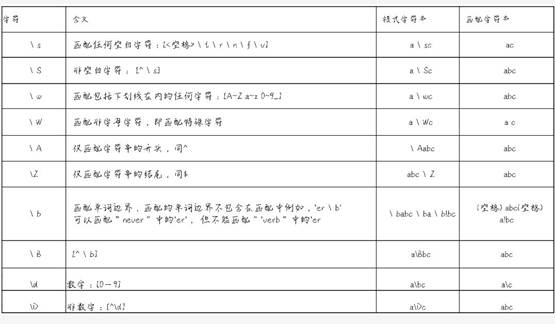 字符 含义 模式字符串 匹配字符串
\ s 匹配任何空白字符：[<空格> \ t \ r \ n \ f \ v] a \ sc a c
\ S 非空白字符：[^ \ s] a \ Sc abc
\ w 匹配包括下划线在内的任何字符：[A-Z a-z 0-9_] a \ wc abc
\ W 匹配非字母字符，即匹配特殊字符 a \ Wc a c
\ A 仅匹配字符串的开头，同^ \ Aabc abc
\Z 仅匹配字符串的结尾，同$ abc \ Z abc
\ b 匹配单词边界，匹配的单词边界不包含在匹配中例如，'er \ b'
可以匹配" never" 中的'er'，但不能匹配" 'verb" 中的'er \ babc \ ba \ b!bc (空格) abc(空格)
a!bc
\ B [^ \ b] a\Bbc abc
\d 数字：[0-9] a\bc a\c
\D 非数字：[^\d] a\Dc abc